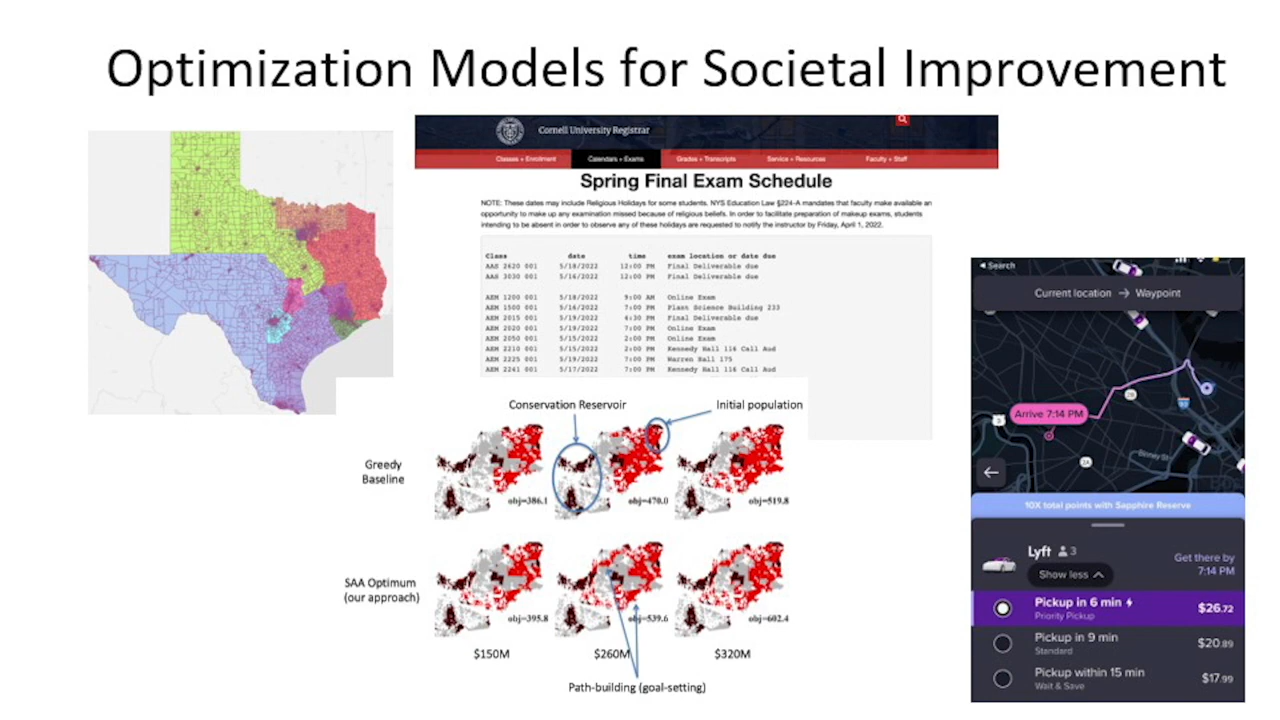 Optimization Models for Societal Improvement
Cornell University Registrar
Classes + Enrollment Calendars + Exams Grades + Transcripts Service + Resources Faculty + Staff
Spring Final Exam Schedule
NOTE: These dates may include Religious Holidays for some students. NYS Education Law §224-A mandates that faculty make available an
opportunity to make up any examination missed because of religious beliefs. In order to facilitate preparation of makeup exams, students
intending to be absent in order to observe any of these holidays are requested to notify the instructor by Friday, April 1, 2022.
Class date time exam location or date due
AAS 2620 001 5/18/2022 12:00 PM Final Deliverable due
AAS 3030 001 5/16/2022 12:00 PM Final Deliverable due
AEM 1200 001 5/18/2022 9:00 AM Online Exam
AEM 1500 001 5/16/2022 7:00 PM Plant Science Building 233
AEM 2015 001 5/19/2022 4:30 PM Final Deliverable due
AEM 2020 001 5/19/2022 7:00 PM Online Exam
AEM 2050 001 5/15/2022 2:00 PM Online Exam
AEM 2210 001 5/15/2022 2:00 PM Kennedy Hall 116 Call Aud
AEM 2225 001 5/19/2022 7:00 PM Warren Hall 175
AEM 2241 001 5/17/2022 7:00 PM Kennedy Hall 116 Call Aud
Conservation Reservoir
Initial population
Greedy
Baseline
obj=386.1
obj=470.0
obj=519.8
SAA Optimum
(our approach)
obj=395.8
obj=539.6
obj=602.4
$150M
$260M
$320M
Path-building (goal-setting)
Search
Current location → Waypoint
Arrive 7:14 PM
28
93
3
2A
Binney St
10X total points with Sapphire Reserve
Lyft 3
Get there by
7:14 PM
Show less
Pickup in 6 min
$26.72
Priority Pickup
Pickup in 9 min
$20.89
Standard
Pickup within 15 min
$17.99
Wait & Save